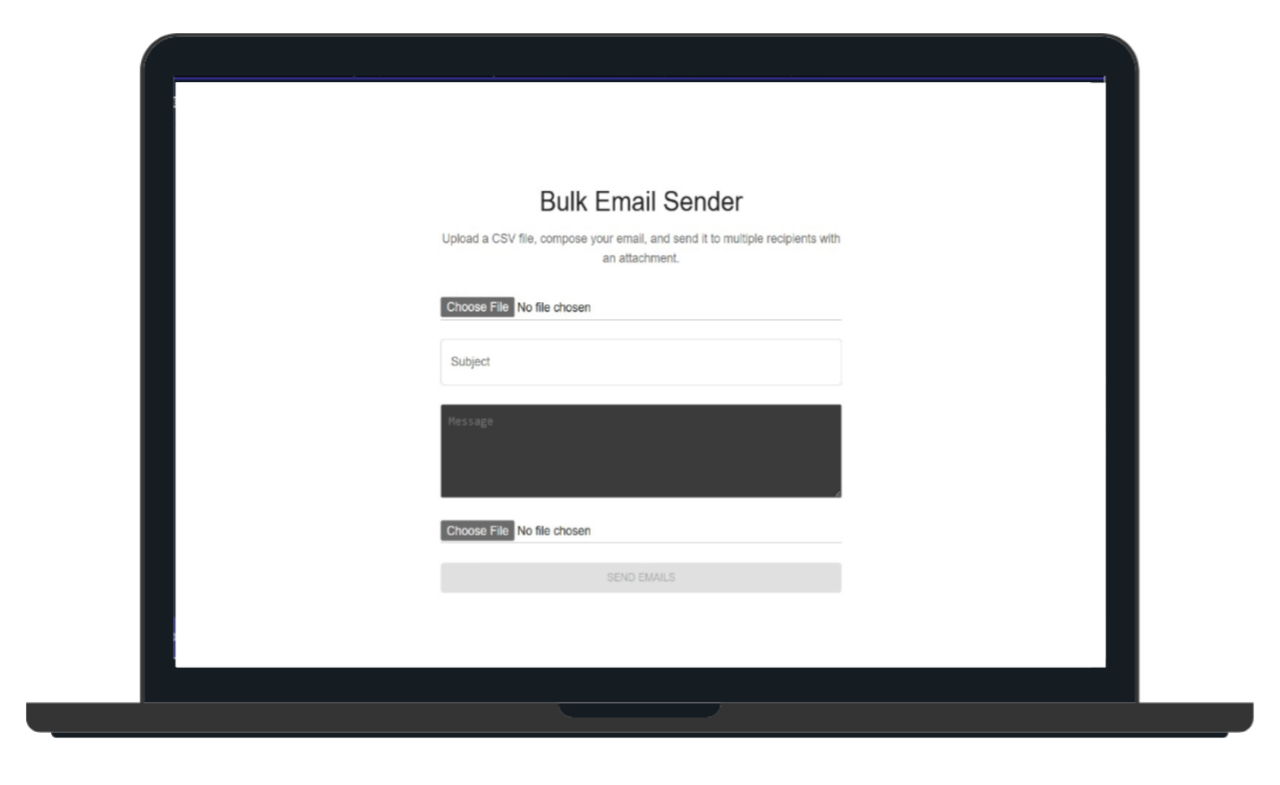 Bulk Email Sender
Upload a CSV file, compose your email, and send it to multiple recipients with
an attachment.
Choose File No file chosen
Subject
Message
Choose File No file chosen
SEND EMAILS